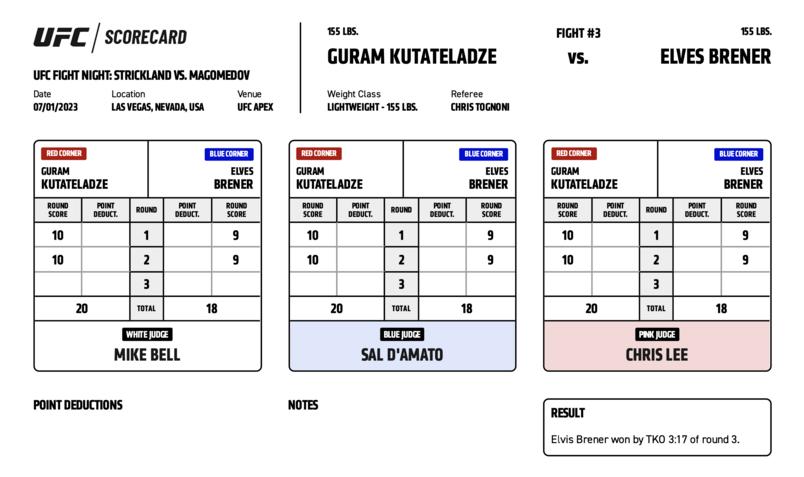 UFC / SCORECARD
UFC FIGHT NIGHT: STRICKLAND VS. MAGOMEDOV
Date Location Venue
07/01/2023 LAS VEGAS, NEVADA, USA UFC APEX
155 LBS. FIGHT #3 155 LBS.
GURAM KUTATELADZE VS. ELVES BRENER
Weight Class Referee
LIGHTWEIGHT - 155 LBS. CHRIS TOGNONI
RED CORNER BLUE CORNER
GURAM ELVES
KUTATELADZE BRENER
ROUND POINT ROUND POINT ROUND
SCORE DEDUCT. DEDUCT. SCORE
10 1 9
10 2 9
3
20 TOTAL 18
WHITE JUDGE
MIKE BELL
RED CORNER BLUE CORNER
GURAM ELVES
KUTATELADZE BRENER
ROUND POINT ROUND POINT ROUND
SCORE DEDUCT. DEDUCT. SCORE
10 1 9
10 2 9
3
20 TOTAL 18
BLUE JUDGE
SAL D'AMATO
RED CORNER BLUE CORNER
GURAM ELVES
KUTATELADZE BRENER
ROUND POINT ROUND POINT ROUND
SCORE DEDUCT. DEDUCT. SCORE
10 1 9
10 2 9
3
20 TOTAL 18
PINK JUDGE
CHRIS LEE
POINT DEDUCTIONS
NOTES
RESULT
Elvis Brener won by TKO 3:17 of round 3.